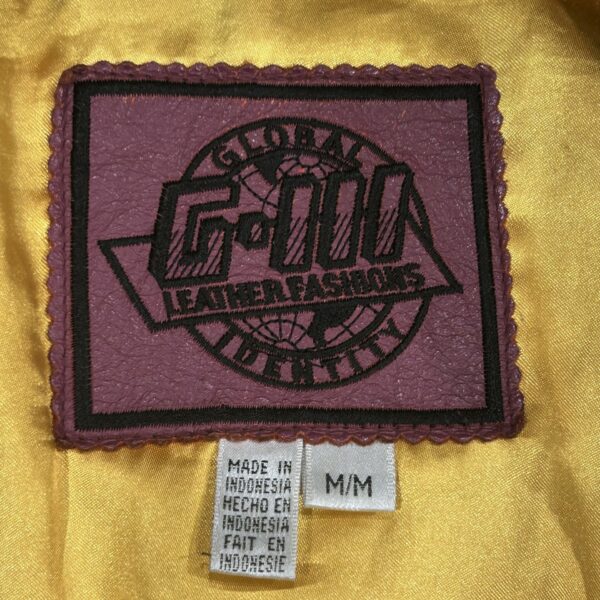 GLOBAL
G-III
LEATHER.FASHIONS
IDENTITY
MADE IN
INDONESIA
HECHO EN
INDONESIA
FAIT EN
INDONESIE
M/M